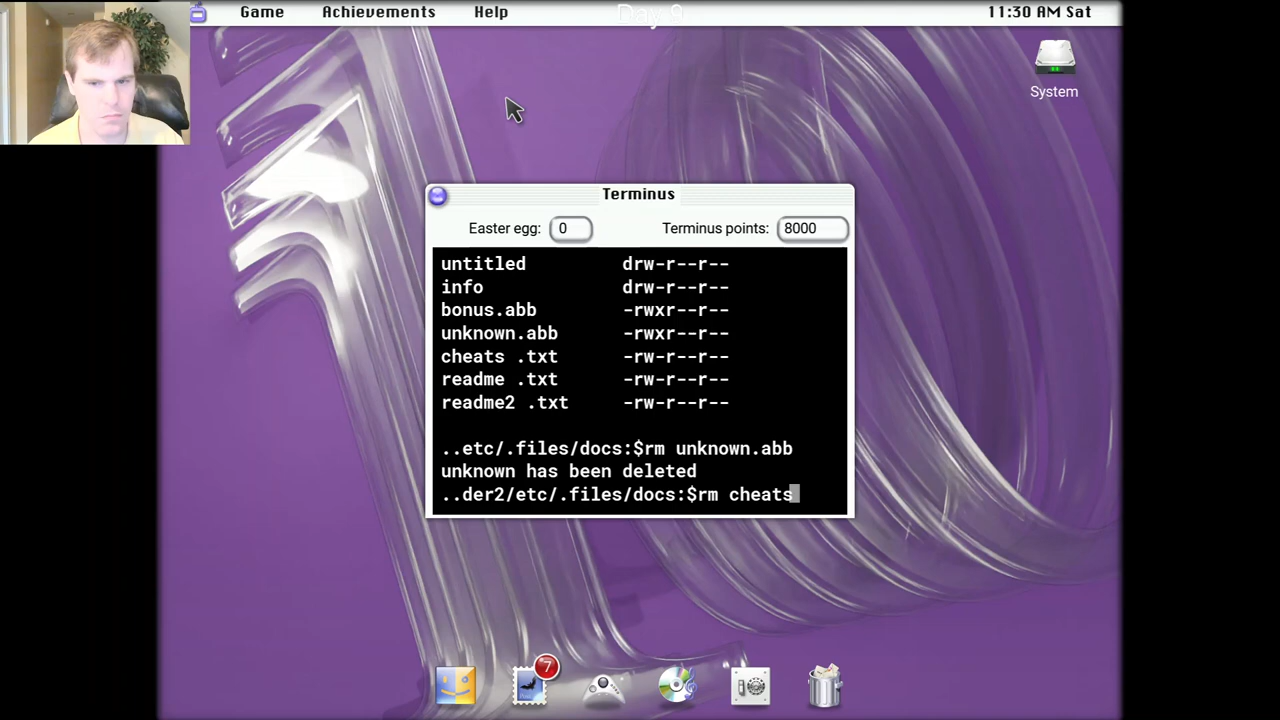 Game Achievements Help Day 9 11:30 AM Sat
System
Terminus
Easter egg: 0 Terminus points: 8000
untitled drw-r--r--
info drw-r--r--
bonus.abb -rwxr--r--
unknown.abb -rwxr--r--
cheats .txt -rw-r--r--
readme .txt -rw-r--r--
readme2 .txt -rw-r--r--
..etc/.files/docs:$rm unknown.abb
unknown has been deleted
..der2/etc/.files/docs:$rm cheats
7